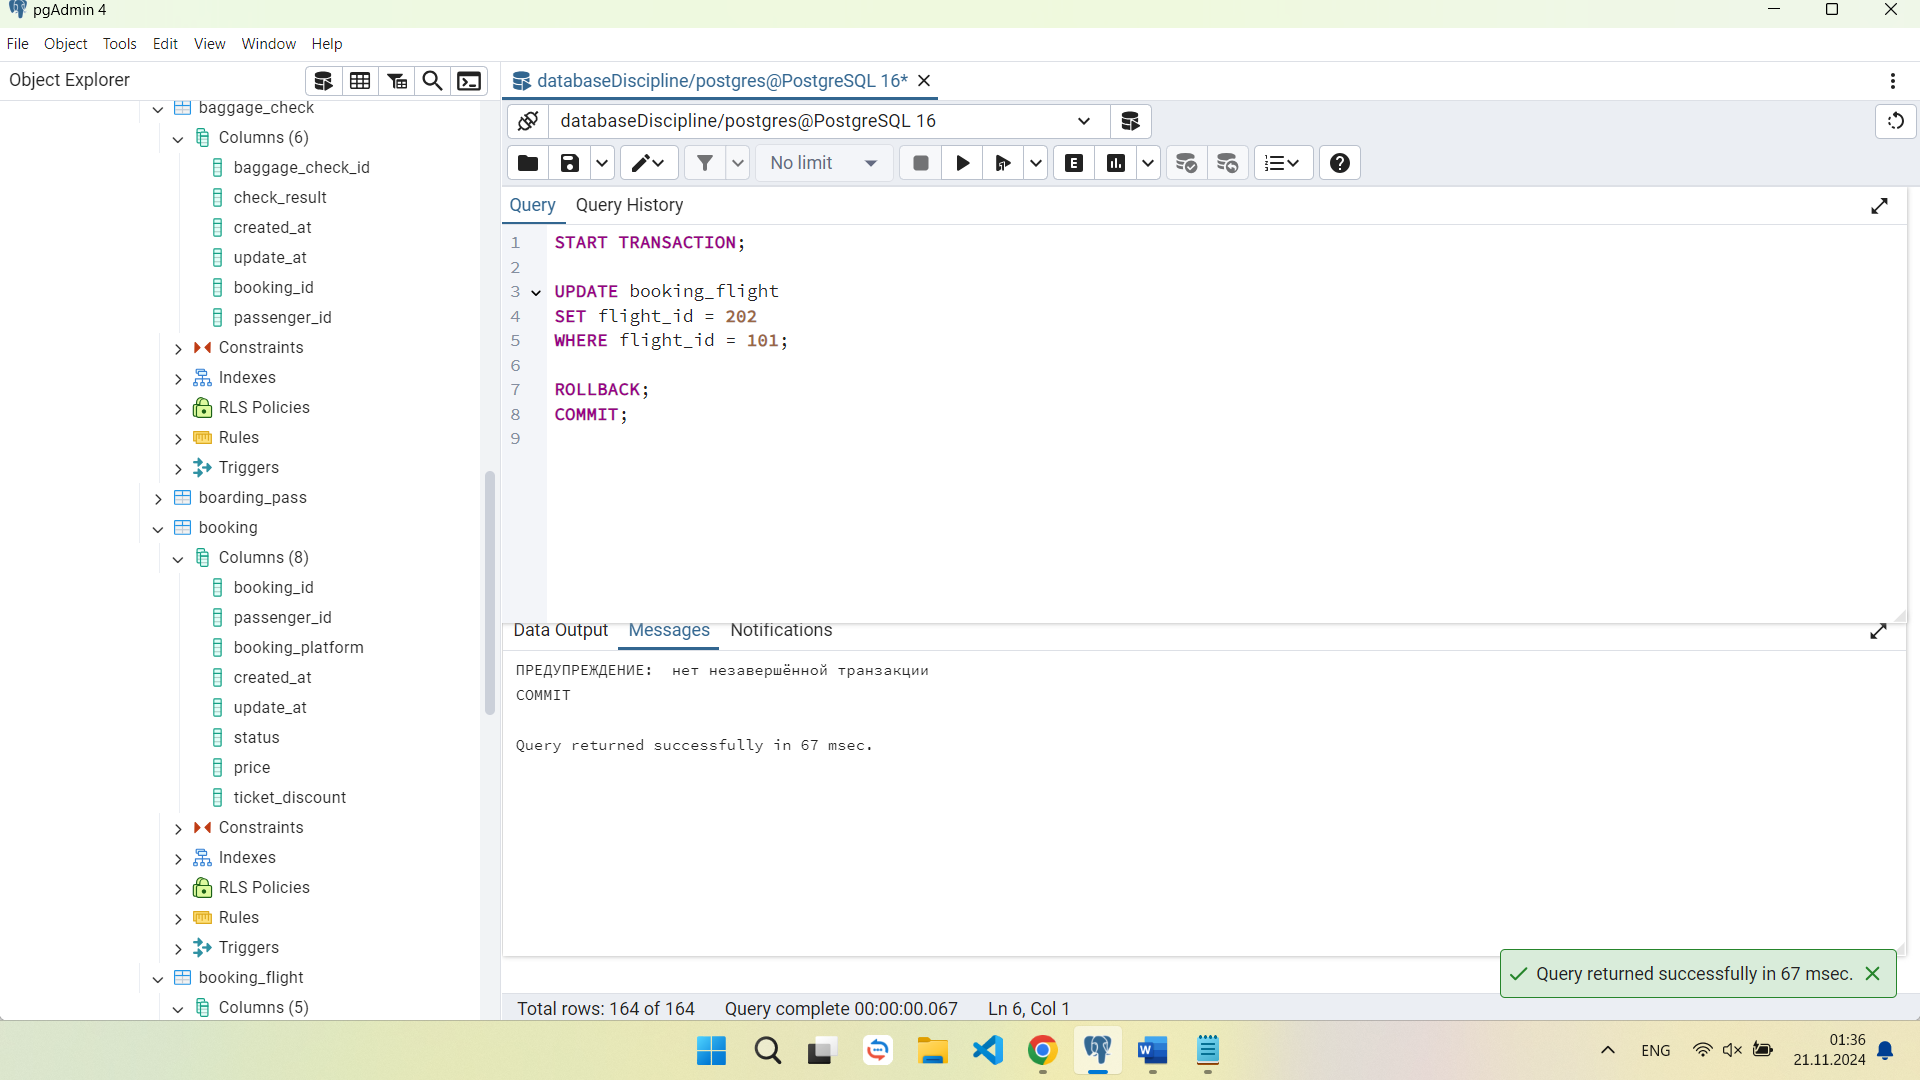 pgAdmin 4
File Object Tools Edit View Window Help
Object Explorer
databaseDiscipline/postgres@PostgreSQL 16*
databaseDiscipline/postgres@PostgreSQL 16
No limit
E
Query Query History
baggage_check
Columns (6)
baggage_check_id
check_result
created_at
update_at
booking_id
passenger_id
Constraints
Indexes
RLS Policies
Rules
Triggers
boarding_pass
booking
Columns (8)
booking_id
passenger_id
booking_platform
created_at
update_at
status
price
ticket_discount
Constraints
Indexes
RLS Policies
Rules
Triggers
booking_flight
Columns (5)
1 START TRANSACTION;
2
3 UPDATE booking_flight
4 SET flight_id = 202
5 WHERE flight_id = 101;
6
7 ROLLBACK;
8 COMMIT;
9
Data Output Messages Notifications
ПРЕДУПРЕЖДЕНИЕ: нет незавершённой транзакции
COMMIT
Query returned successfully in 67 msec.
Query returned successfully in 67 msec.
Total rows: 164 of 164 Query complete 00:00:00.067 Ln 6, Col 1
ENG
01:36
21.11.2024